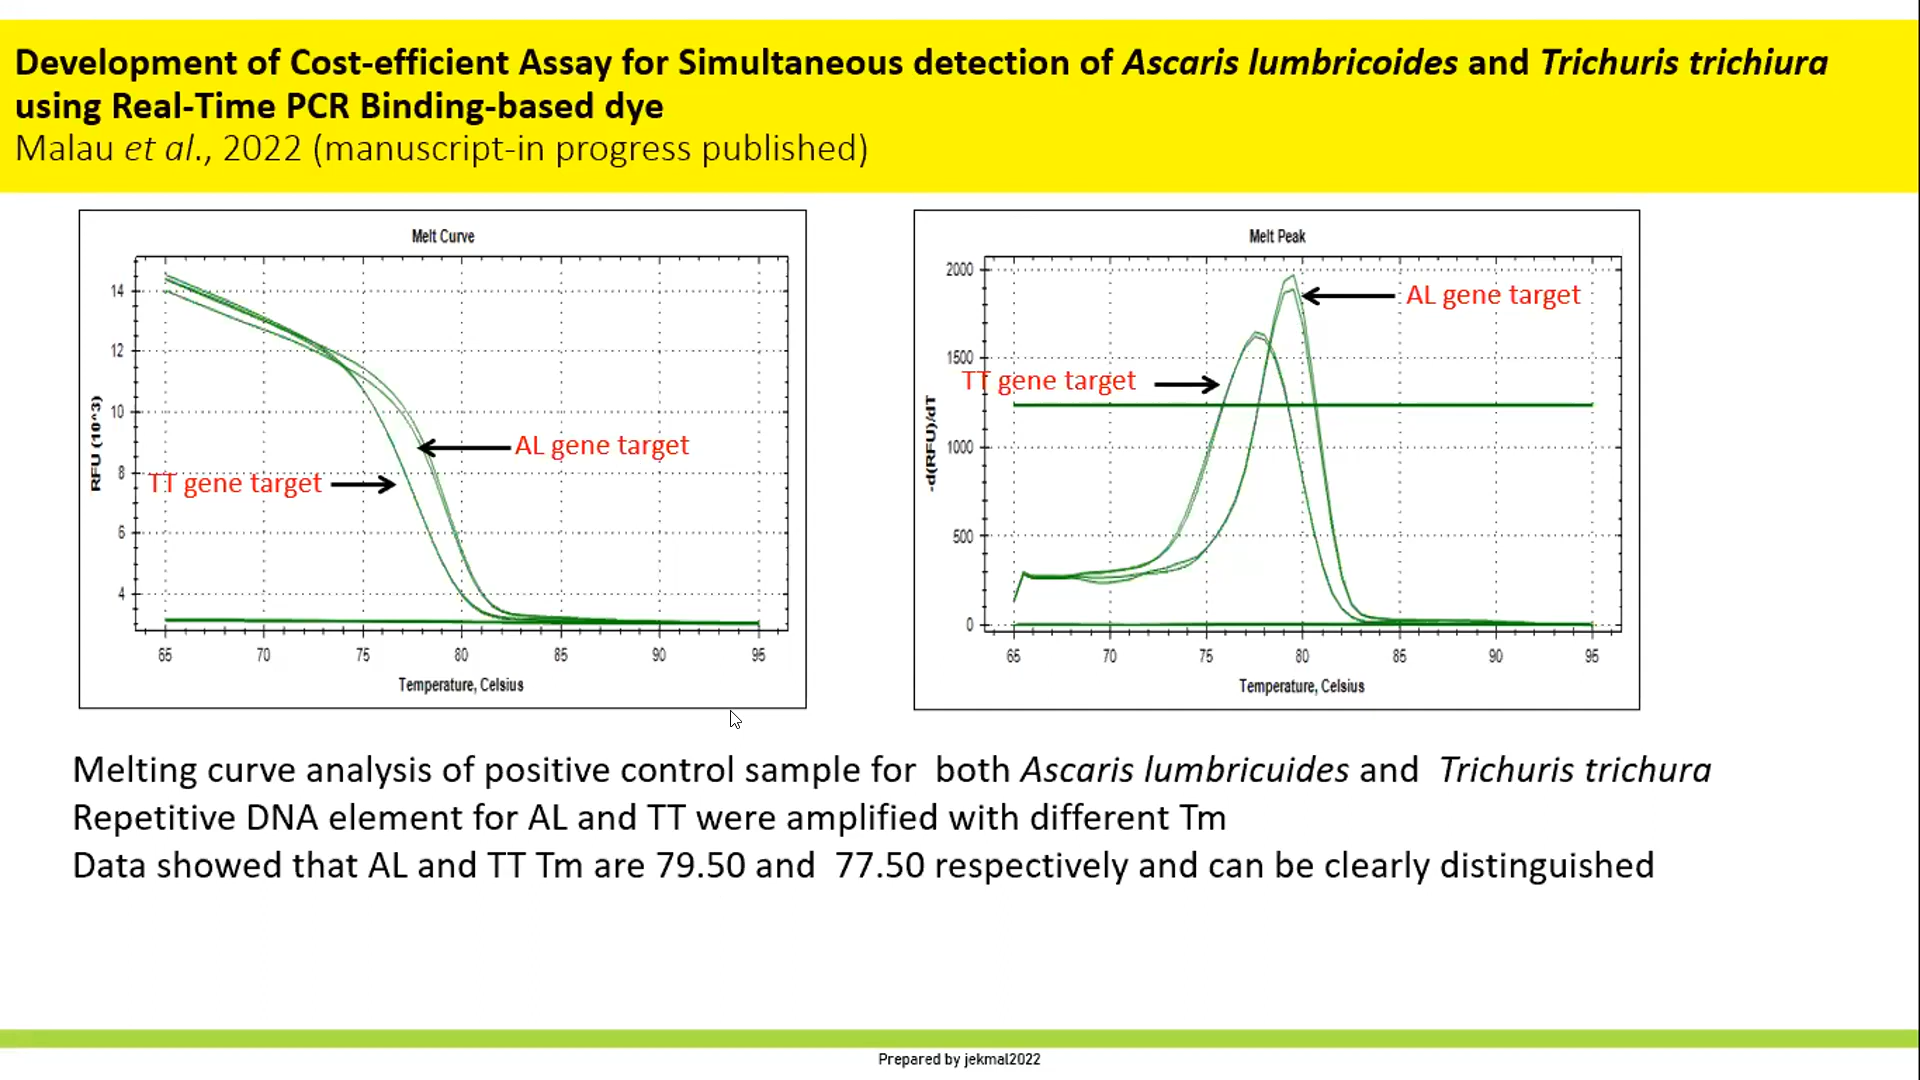 Development of Cost-efficient Assay for Simultaneous detection of Ascaris lumbricoides and Trichuris trichiura
using Real-Time PCR Binding-based dye
Malau et al., 2022 (manuscript-in progress published)
Melt Curve
14
12
10
8
6
4
RFU (10^3)
AL gene target
TT gene target
65 70 75 80 85 90 95
Temperature, Celsius
Melt Peak
2000
1500
1000
500
0
-d(RFU)/dT
AL gene target
TT gene target
65 70 75 80 85 90 95
Temperature, Celsius
Melting curve analysis of positive control sample for both Ascaris lumbricuides and Trichuris trichura
Repetitive DNA element for AL and TT were amplified with different Tm
Data showed that AL and TT Tm are 79.50 and 77.50 respectively and can be clearly distinguished
Prepared by jekmal2022